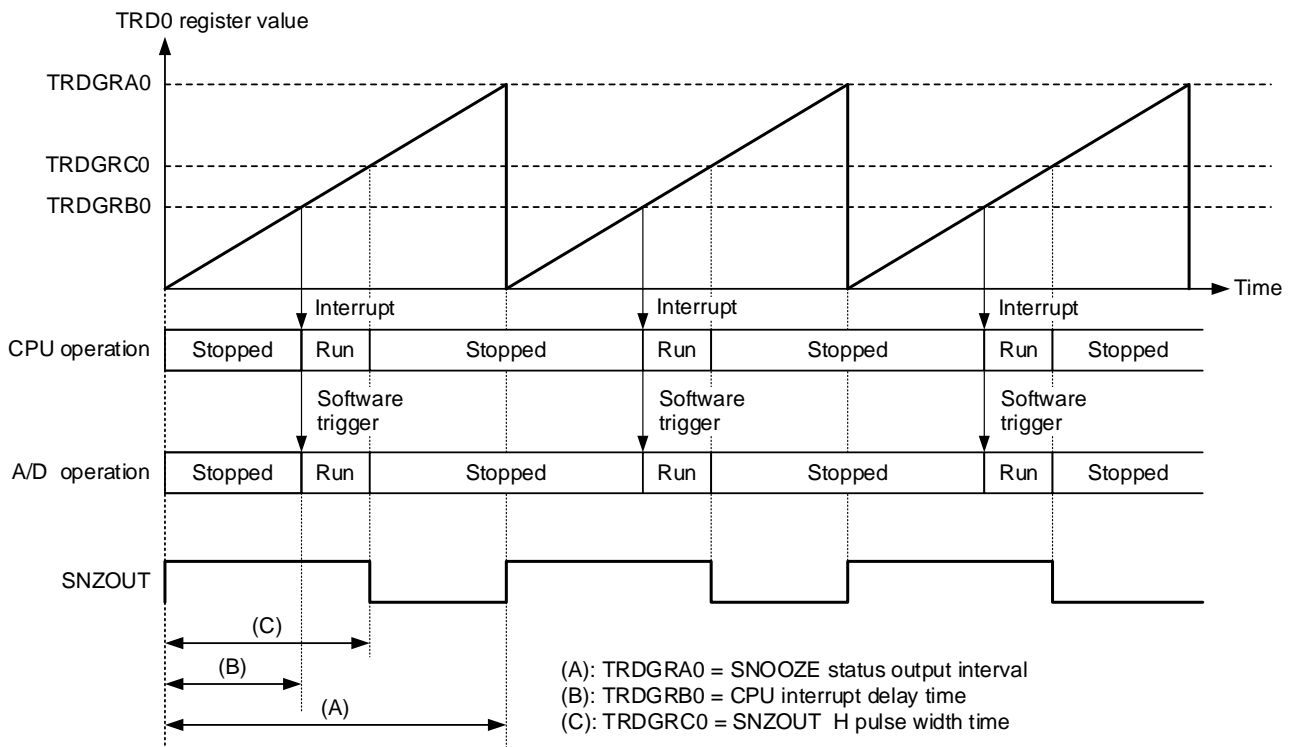 TRD0 register value
TRDGRA0
TRDGRC0
TRDGRB0
Time
Interrupt
Interrupt
Interrupt
CPU operation
Stopped
Run
Stopped
Run
Stopped
Run
Stopped
Software
trigger
Software
trigger
Software
trigger
A/D operation
Stopped
Run
Stopped
Run
Stopped
Run
Stopped
SNZOUT
(C)
(B)
(A)
(A): TRDGRA0 = SNOOZE status output interval
(B): TRDGRB0 = CPU interrupt delay time
(C): TRDGRC0 = SNZOUT H pulse width time